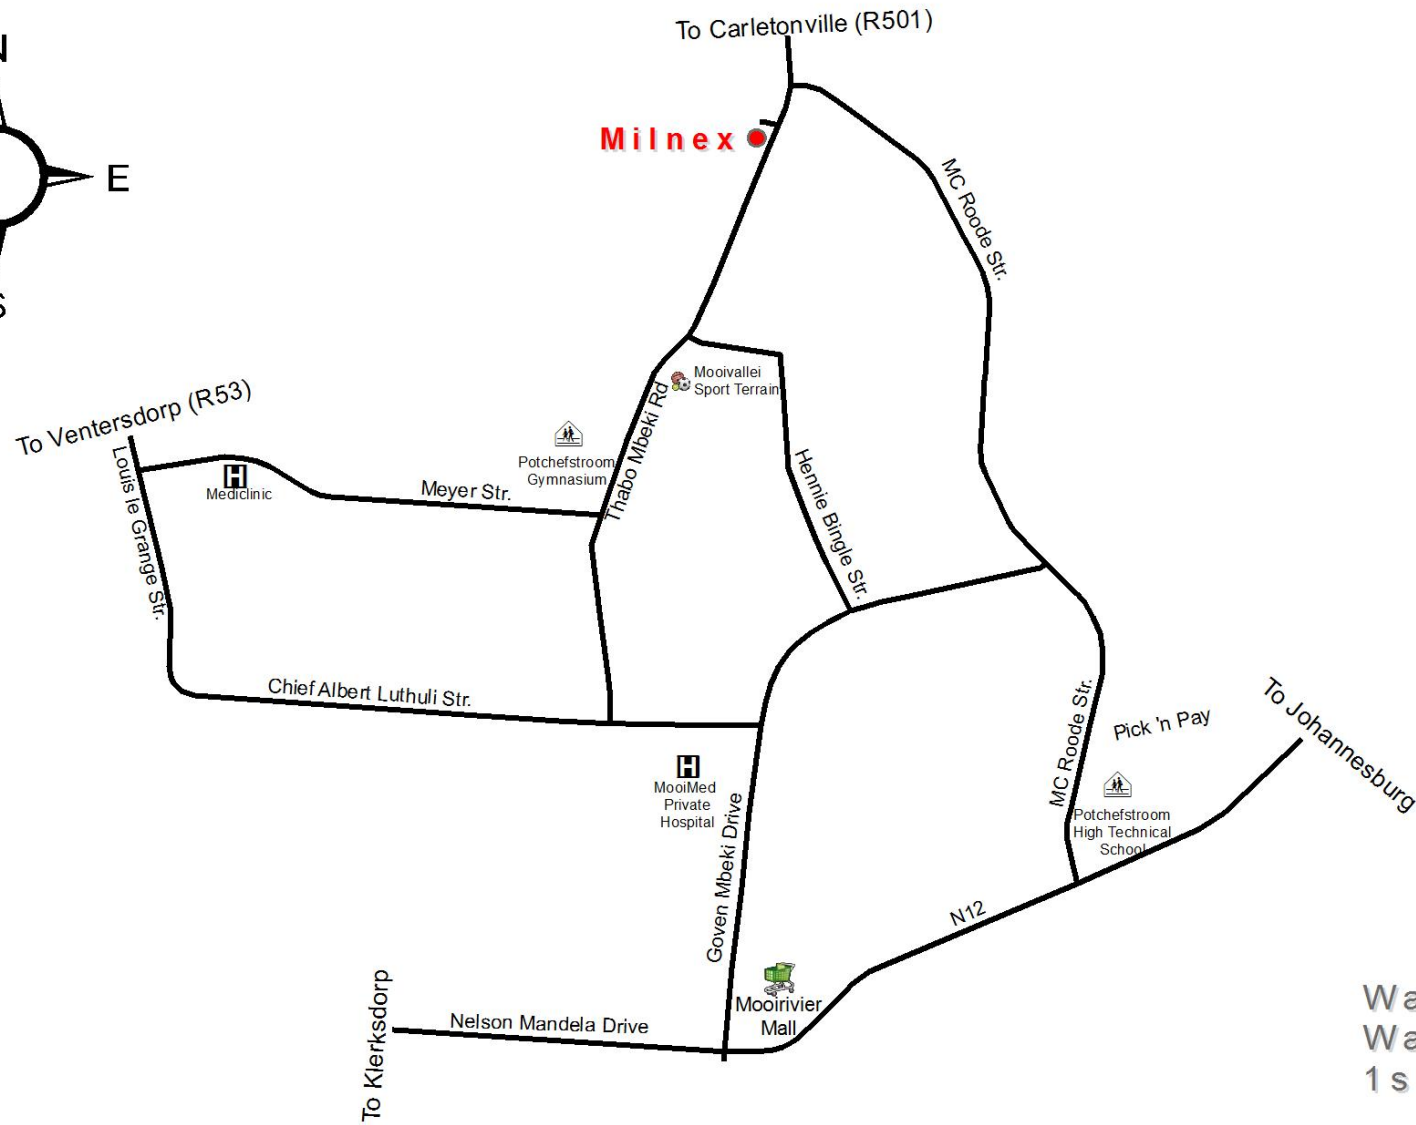 To Carletonville (R501)
N
Milnex
E
MC Roode Str.
S
To Ventersdorp (R53)
Mooivallei
Sport Terrain
Thabo Mbeki Rd
Potchefstroom
Gymnasium
Louis le Grange Str.
Mediclinic
Meyer Str.
Hennie Bingle Str.
Chief Albert Luthuli Str.
MC Roode Str.
Pick 'n Pay
To Johannesburg
H
H
MooiMed
Private
Hospital
Goven Mbeki Drive
Potchefstroom
High Technical
School
N12
Mooirivier
Mall
To Klerksdorp
Nelson Mandela Drive
Wa
Wa
1s